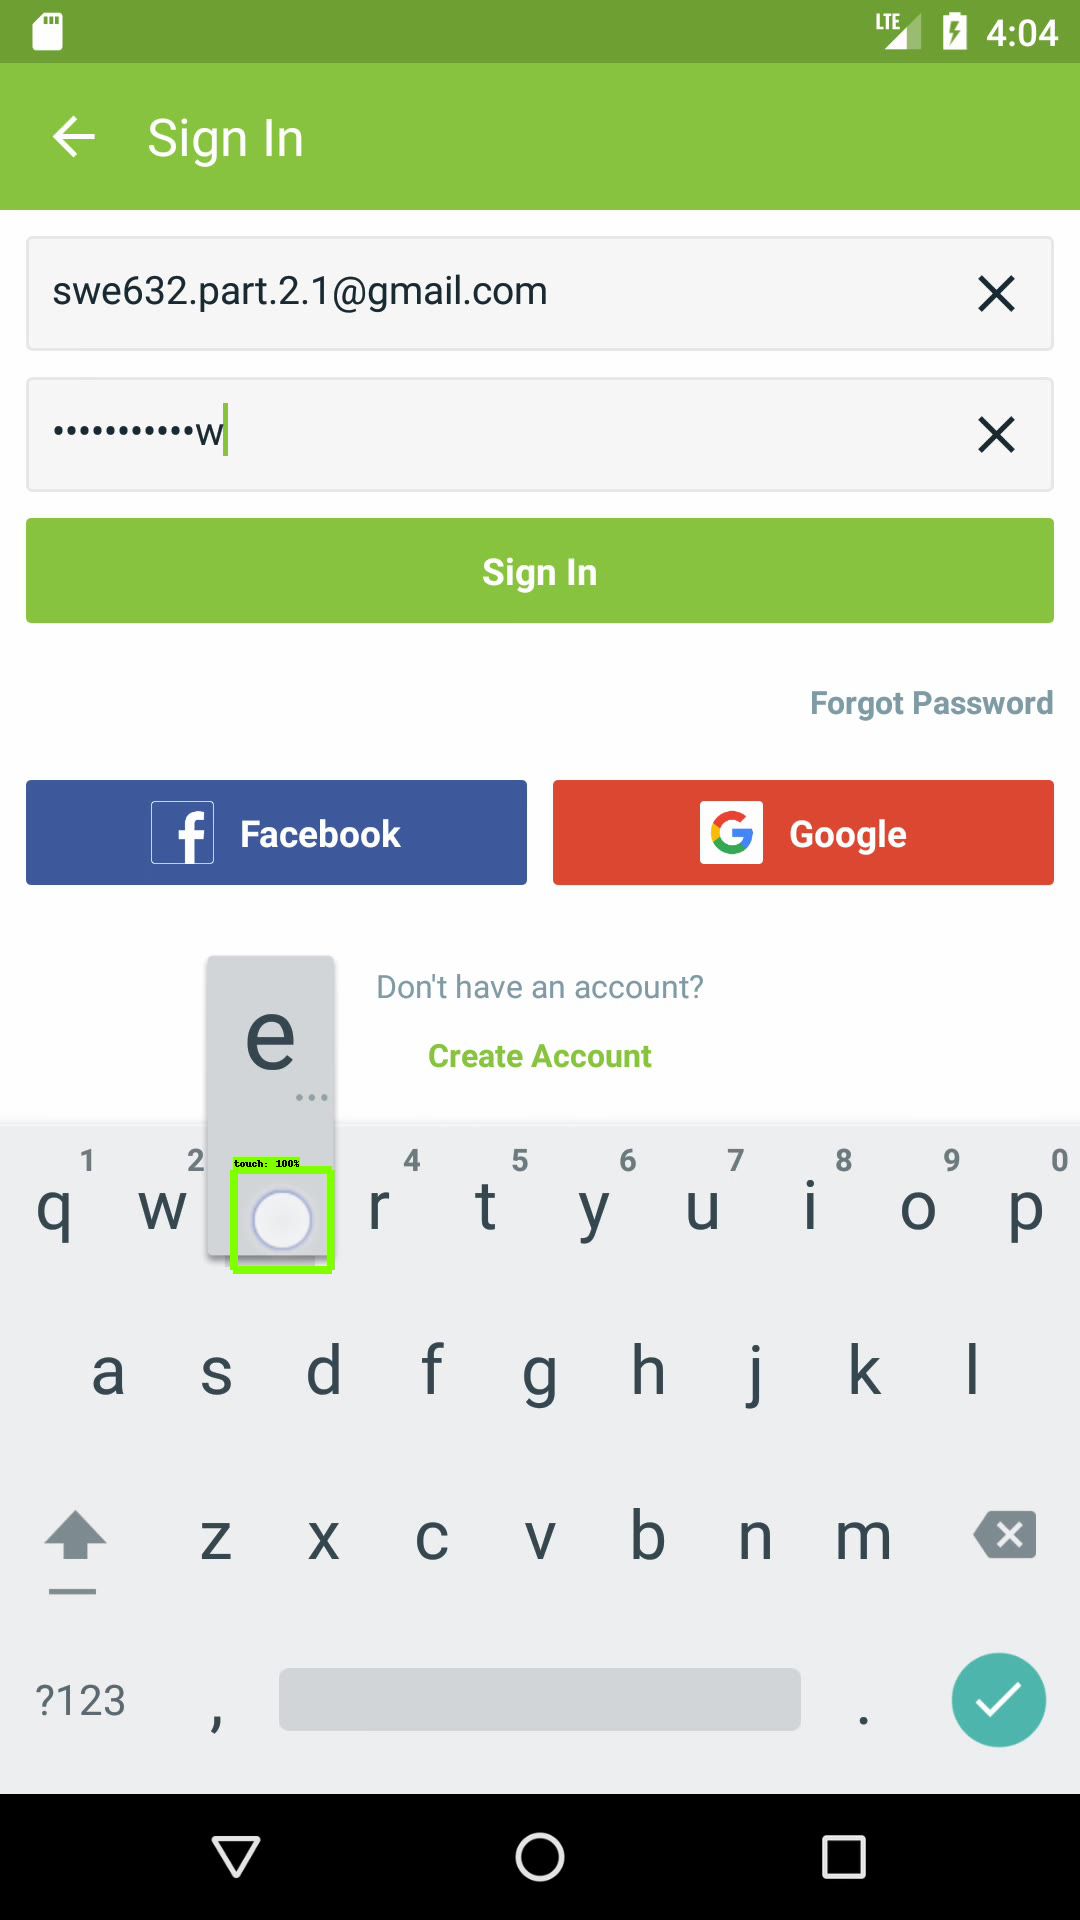 LTE 4:04
Sign In
swe632.part.2.1@gmail.com
•••••••••••w
Sign In
Forgot Password
Facebook
Google
Don't have an account?
Create Account
e
...
touch: 100%
1 2 4 5 6 7 8 9 0
q w r t y u i o p
a s d f g h j k l
z x c v b n m
?123 , .